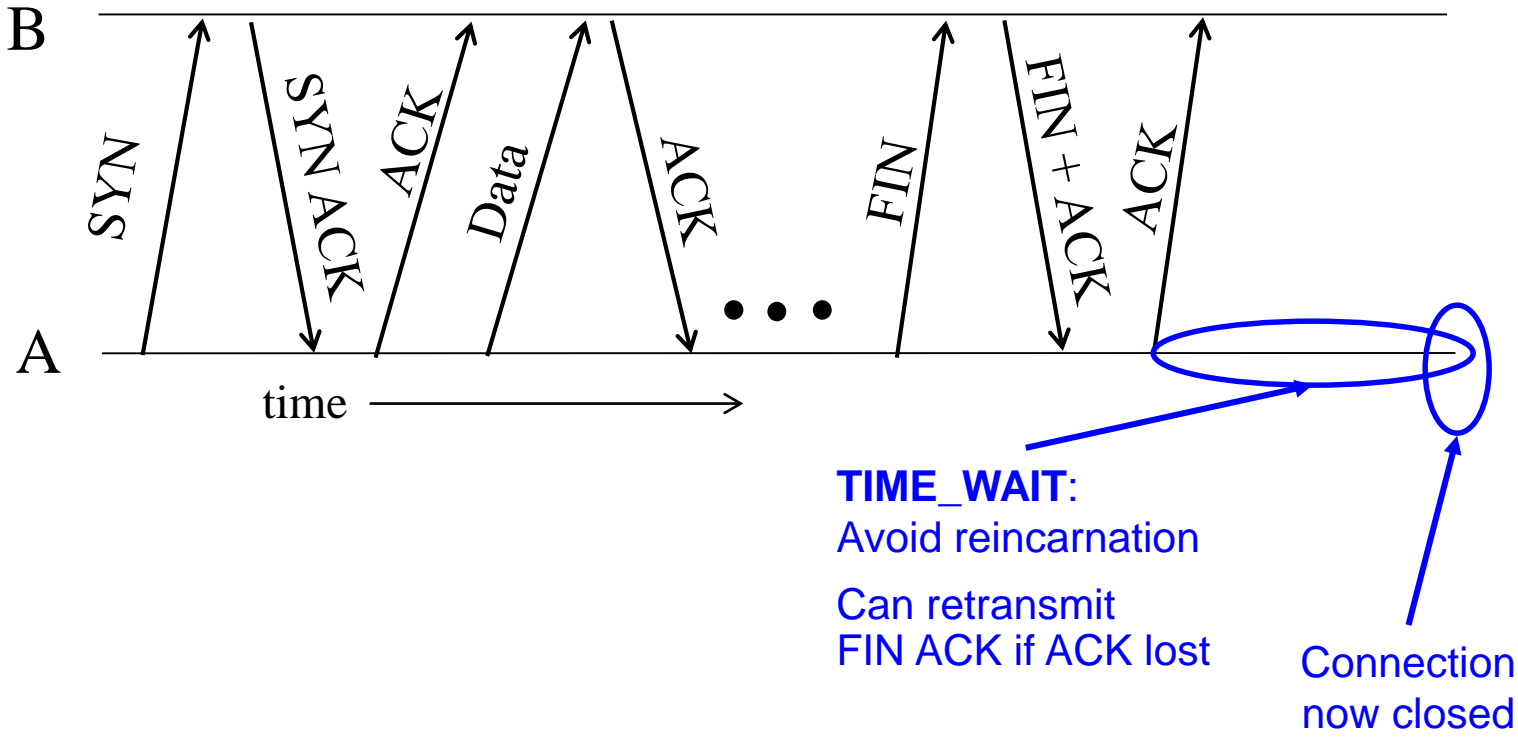 B
SYN
SYN ACK
ACK
Data
ACK
FIN
FIN + ACK
ACK
A
time
TIME_WAIT:
Avoid reincarnation
Can retransmit
FIN ACK if ACK lost
Connection
now closed